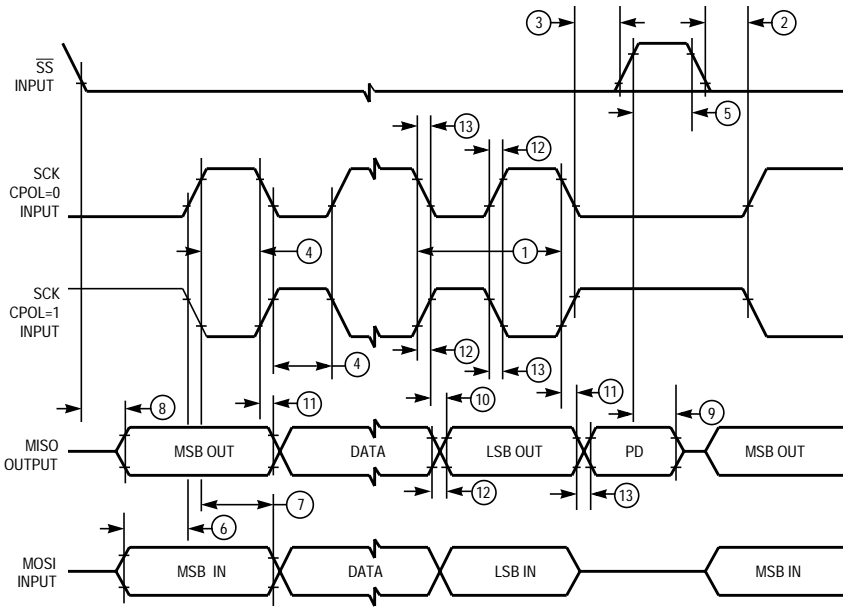 3
2
SS
INPUT
5
13
12
SCK
CPOL=0
INPUT
4
1
SCK
CPOL=1
INPUT
4
12
13
8
11
10
11
9
MISO
OUTPUT
MSB OUT
DATA
LSB OUT
PD
MSB OUT
7
12
13
6
MOSI
INPUT
MSB IN
DATA
LSB IN
MSB IN